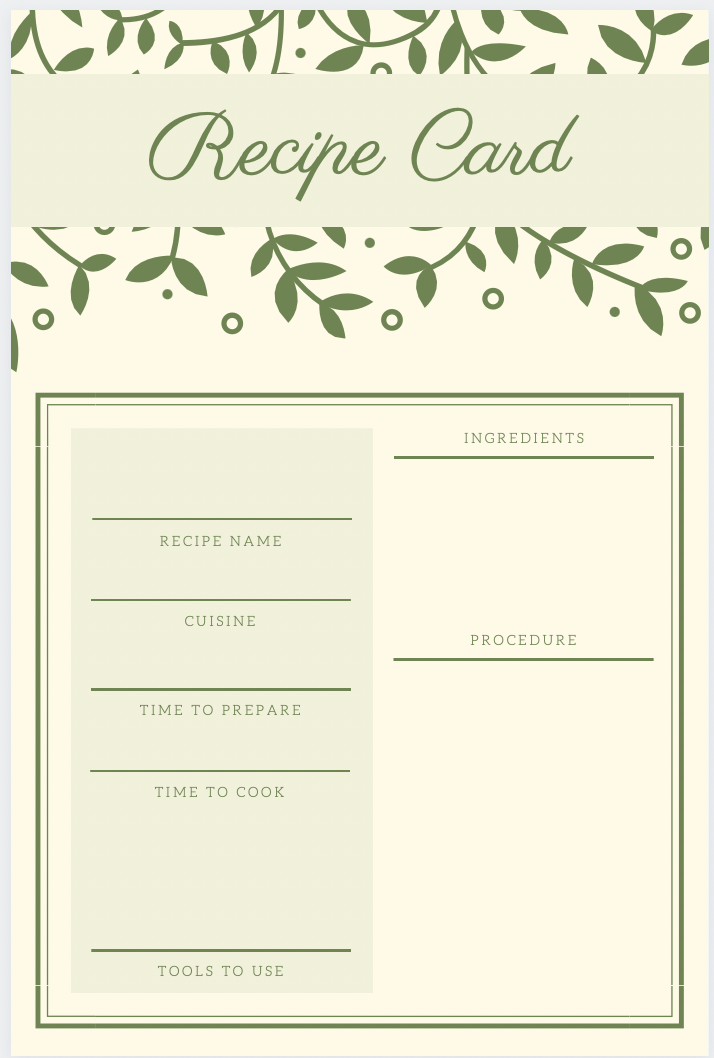 Recipe Card
RECIPE NAME
CUISINE
TIME TO PREPARE
TIME TO COOK
TOOLS TO USE
INGREDIENTS
PROCEDURE